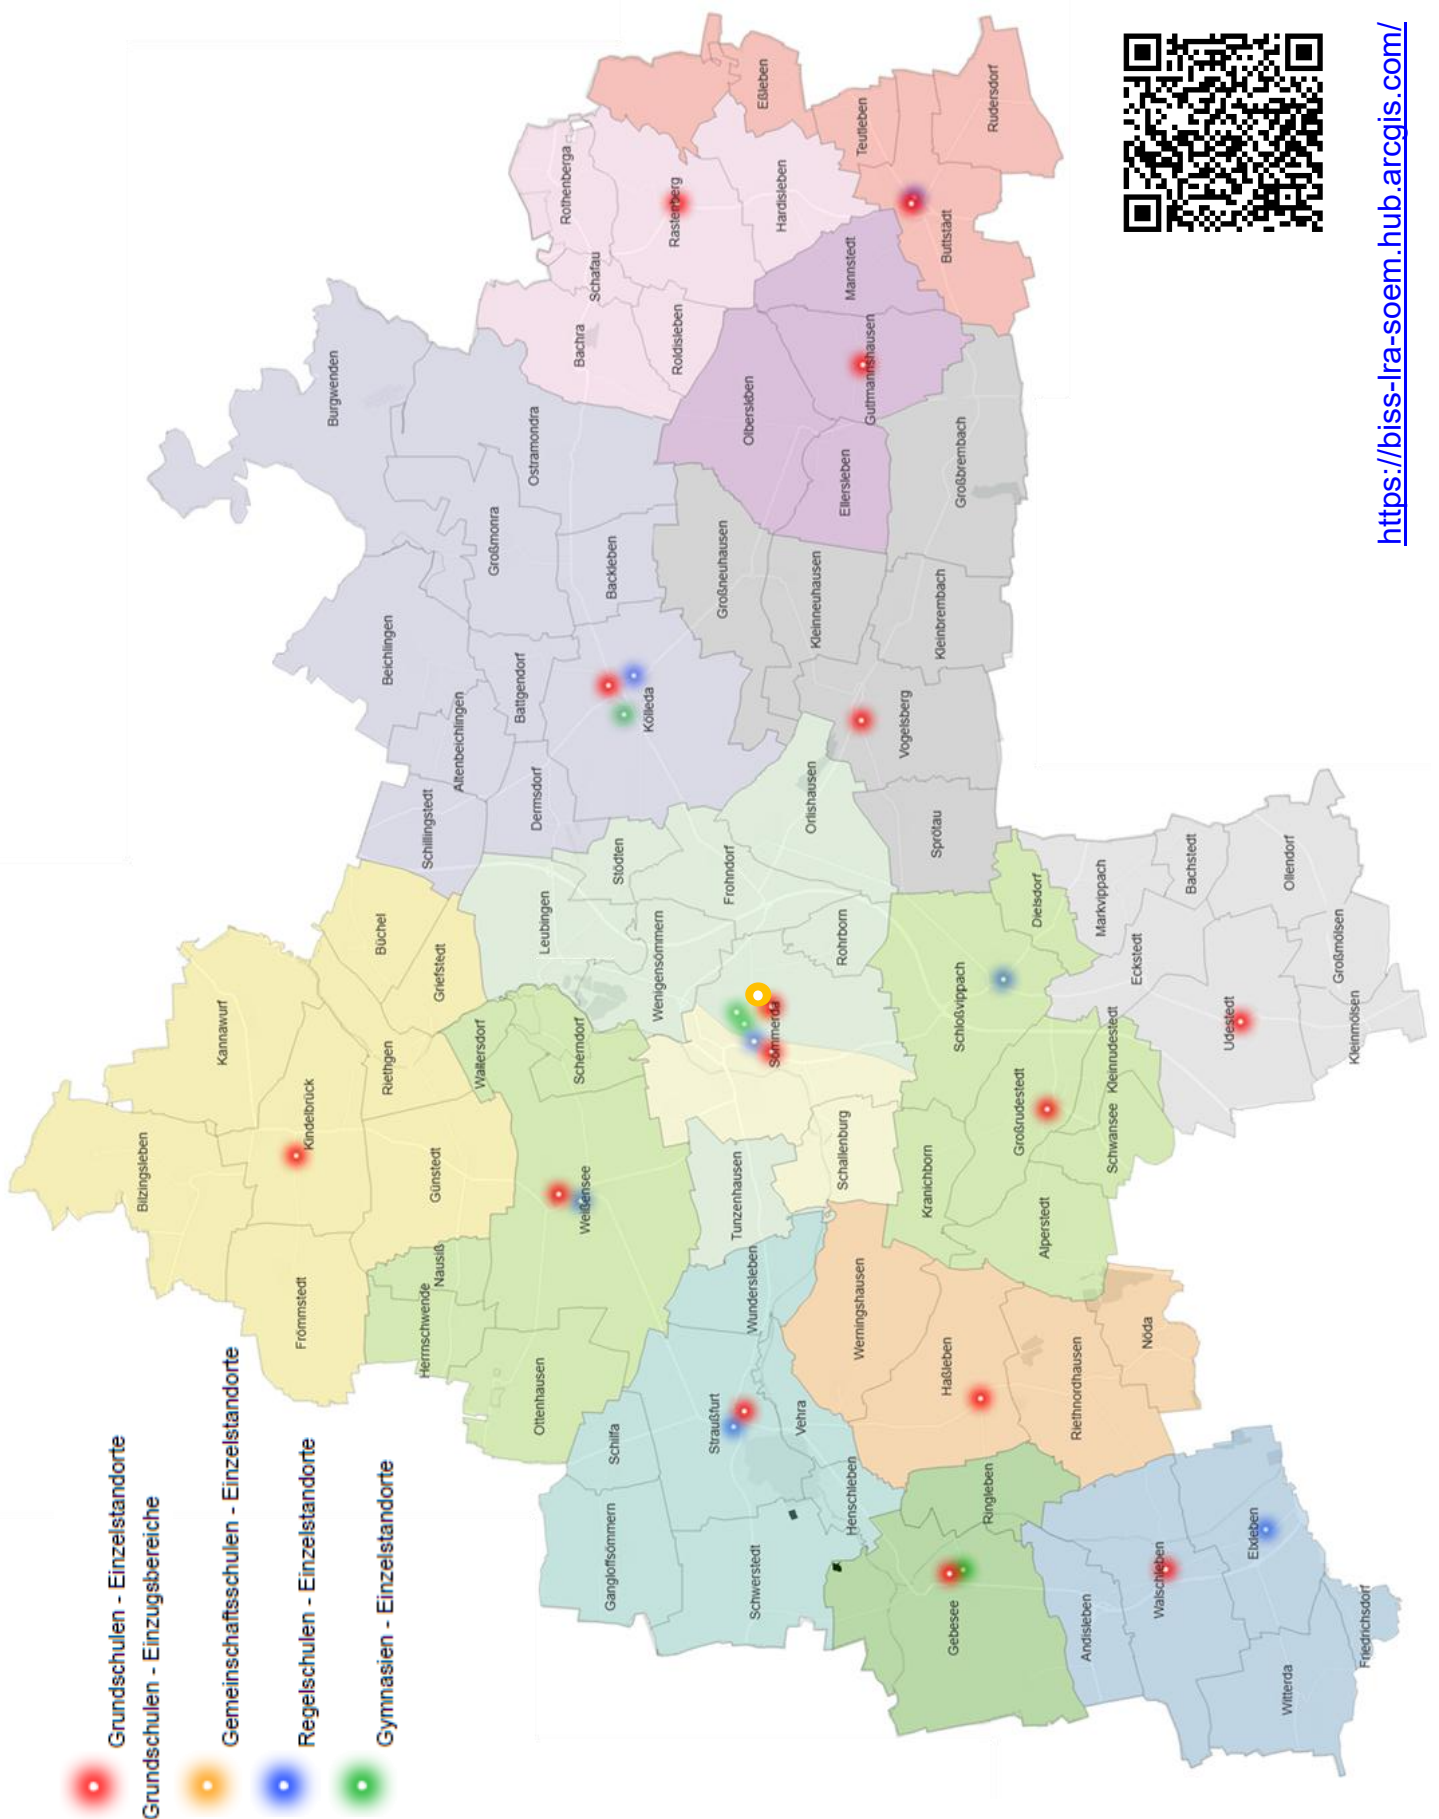 Grundschulen - Einzelstandorte
Grundschulen - Einzugsbereiche
Gemeinschaftsschulen - Einzelstandorte
Regelschulen - Einzelstandorte
Gymnasien - Einzelstandorte
Bilzingsleben
Kannawurf
Frömmstedt
Kindelbrück
Burgwenden
Büchel
Riethgen
Beichlingen
Herrnschwende
Schillingstedt
Nausiß
Günstedt
Griefstedt
Altenbeichlingen
Waltersdorf
Großmonra
Battgendorf
Ottenhausen
Dermsdorf
Ostramondra
Leubingen
Rothenberga
Weißensee
Scherndorf
Bachra
Schafau
Gangloffsömmern
Schilfa
Stödten
Backleben
Kölleda
Wenigensömmern
Roldisleben
Rastenberg
Straußfurt
Großneuhausen
Frohndorf
Tunzenhausen
Olbersleben
Schwerstedt
Wundersleben
Eßleben
Sömmerda
Hardisleben
Vehra
Orlishausen
Kleinneuhausen
Schallenburg
Rohrborn
Ellersleben
Henschleben
Mannstedt
Werningshausen
Teutleben
Guthmannshausen
Vogelsberg
Kranichborn
Sprötau
Haßleben
Kleinbrembach
Buttstädt
Gebesee
Schloßvippach
Großbrembach
Ringleben
Rudersdorf
Großrudestedt
Dielsdorf
Alperstedt
Riethnordhausen
Andisleben
Markvippach
Schwansee
Kleinrudestedt
Eckstedt
Nöda
Walschleben
Bachstedt
Udestedt
Elxleben
Witterda
Ollendorf
Großmölsen
Kleinmölsen
Friedrichsdorf
https://biss-lra-soem.hub.arcgis.com/